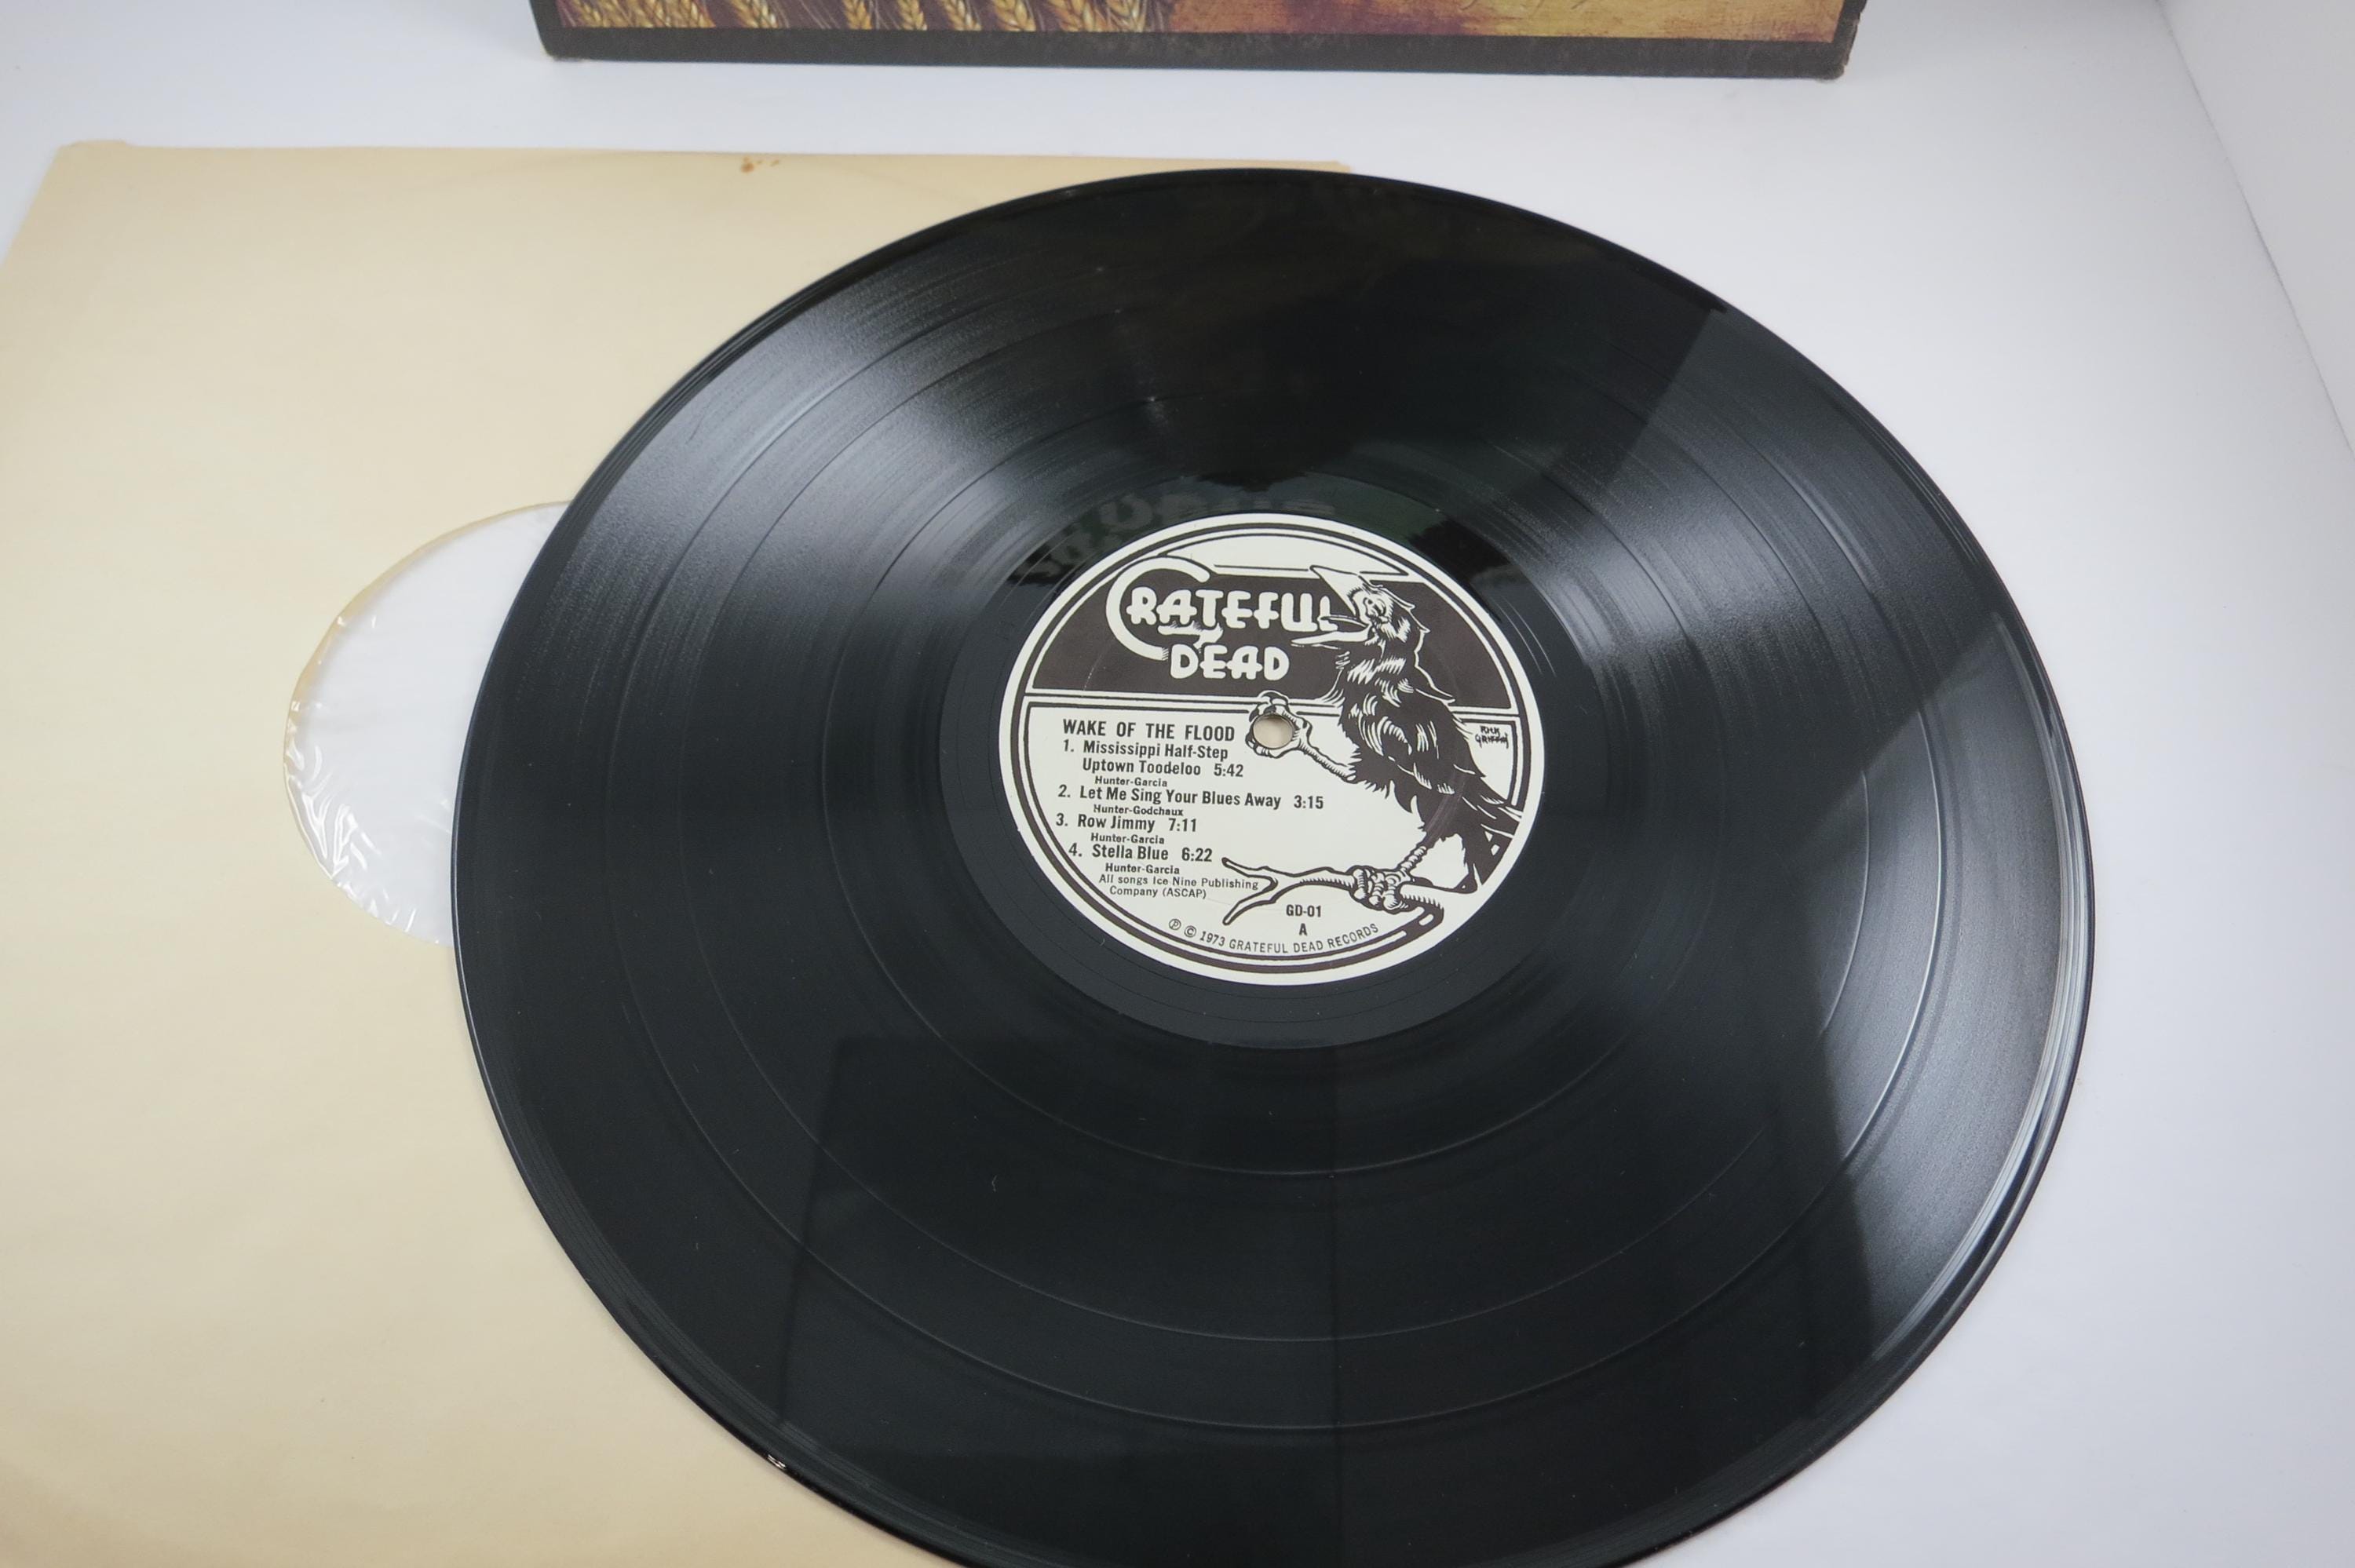 GRATEFUL
DEAD
WAKE OF THE FLOOD
RICK
GRIFFIN
1. Mississippi Half-Step
Uptown Toodeloo 5:42
Hunter-Garcia
2. Let Me Sing Your Blues Away 3:15
Hunter-Godchaux
3. Row Jimmy 7:11
Hunter-Garcia
4. Stella Blue 6:22
Hunter-Garcia
All songs Ice Nine Publishing
Company (ASCAP)
GD-01
A
℗ © 1973 GRATEFUL DEAD RECORDS